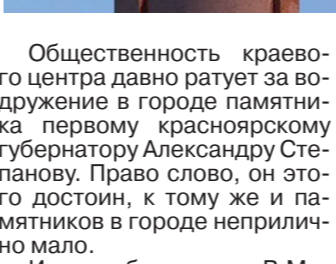 Общественность краево-
го центра давно ратует за во-
дружение в городе памятни-
ка первому красноярскому
губернатору Александру Сте-
панову. Право слово, он это-
го достоин, к тому же и па-
мятников в городе неприлич-
но мало.